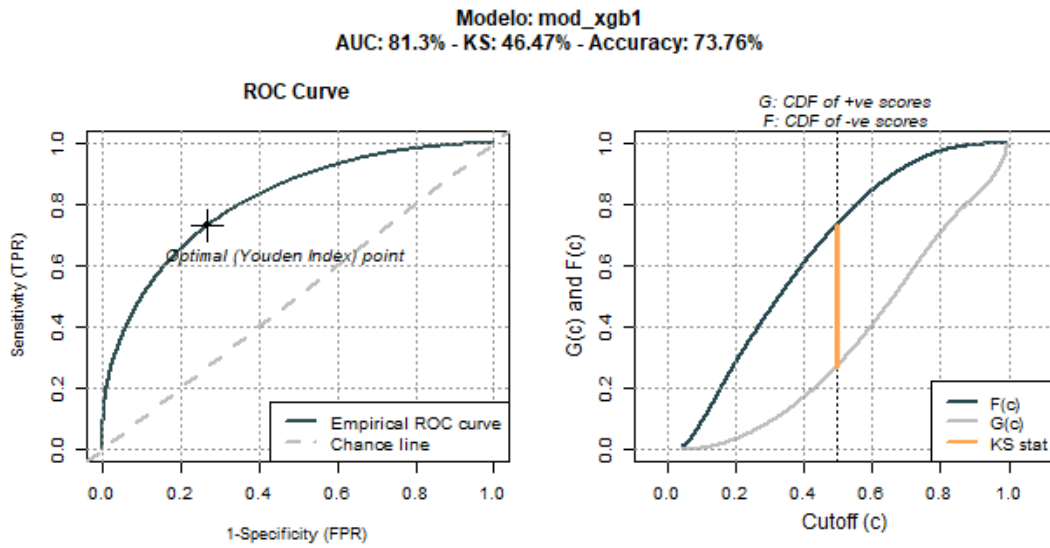 Modelo: mod_xgb1
AUC: 81.3% - KS: 46.47% - Accuracy: 73.76%
ROC Curve
Sensitivity (TPR)
1.0
0.8
0.6
0.4
0.2
0.0
Optimal (Youden Index) point
Empirical ROC curve
Chance line
0.0 0.2 0.4 0.6 0.8 1.0
1-Specificity (FPR)
G: CDF of +ve scores
F: CDF of -ve scores
G(c) and F(c)
1.0
0.8
0.6
0.4
0.2
0.0
F(c)
G(c)
KS stat
0.0 0.2 0.4 0.6 0.8 1.0
Cutoff (c)